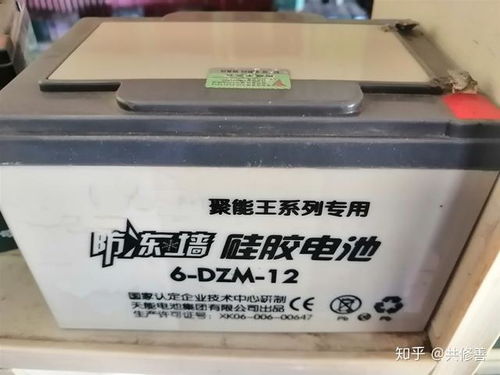 聚能王系列专用
防冻墙 硅胶电池
6-DZM-12
国家认定企业技术中心研制
天能电池集团有限公司出品
生产许可证号：XK06-006-00647
CE
Pb
知乎 @共修善